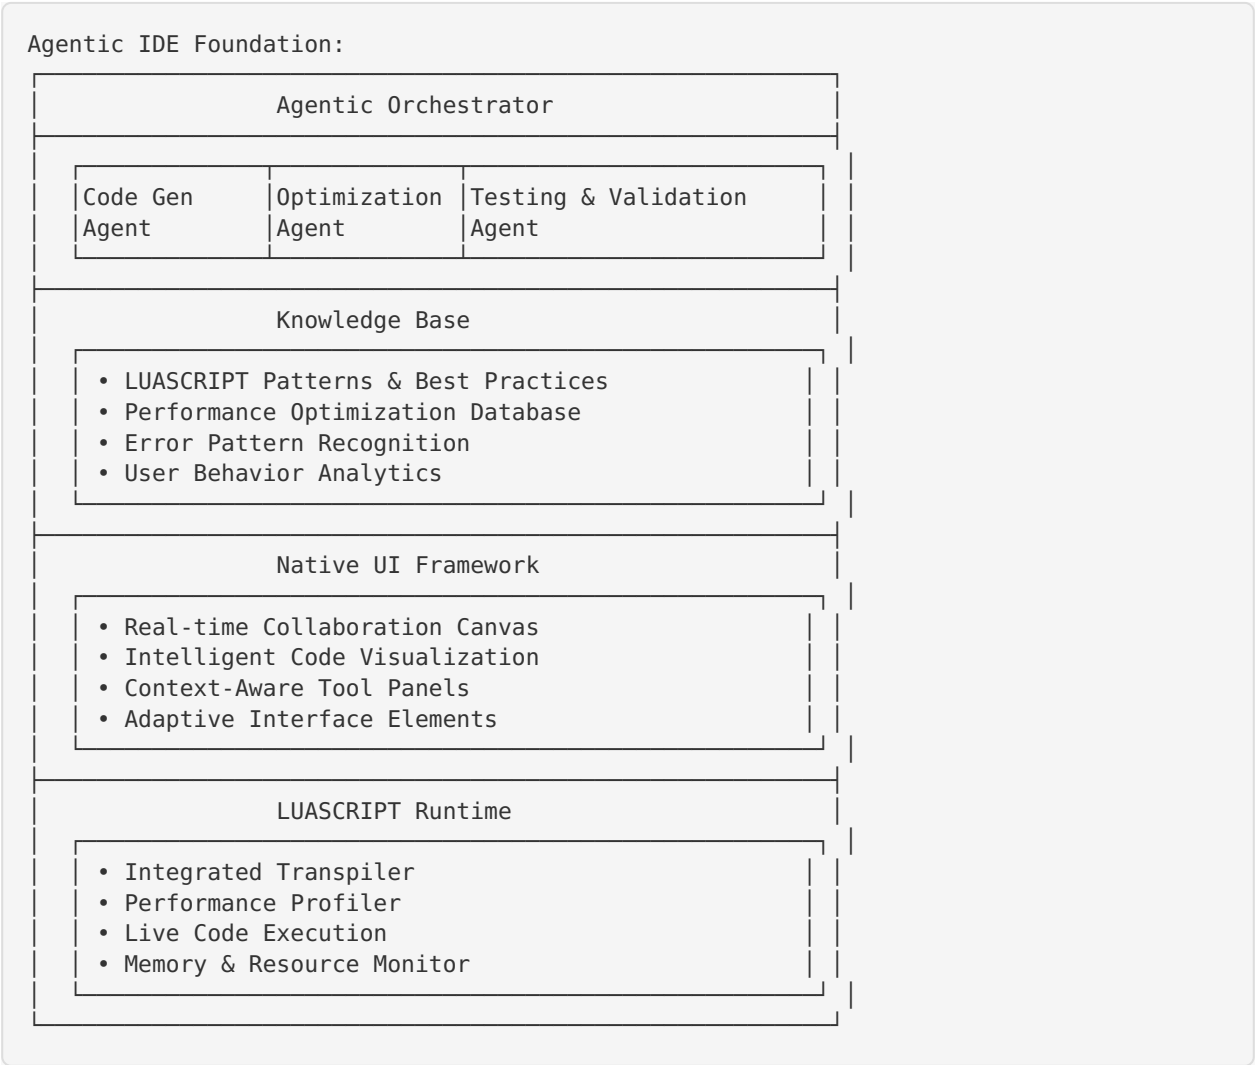 Agentic IDE Foundation:
Agentic Orchestrator
Code Gen Optimization Testing & Validation
Agent Agent Agent
Knowledge Base
• LUASCRIPT Patterns & Best Practices
• Performance Optimization Database
• Error Pattern Recognition
• User Behavior Analytics
Native UI Framework
• Real-time Collaboration Canvas
• Intelligent Code Visualization
• Context-Aware Tool Panels
• Adaptive Interface Elements
LUASCRIPT Runtime
• Integrated Transpiler
• Performance Profiler
• Live Code Execution
• Memory & Resource Monitor